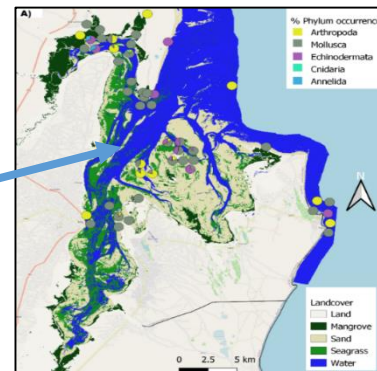 A)
% Phylum occurrence
Arthropoda
Mollusca
Echinodermata
Cnidaria
Annelida
N
Landcover
Land
Mangrove
Sand
Seagrass
Water
0 2.5 5 km